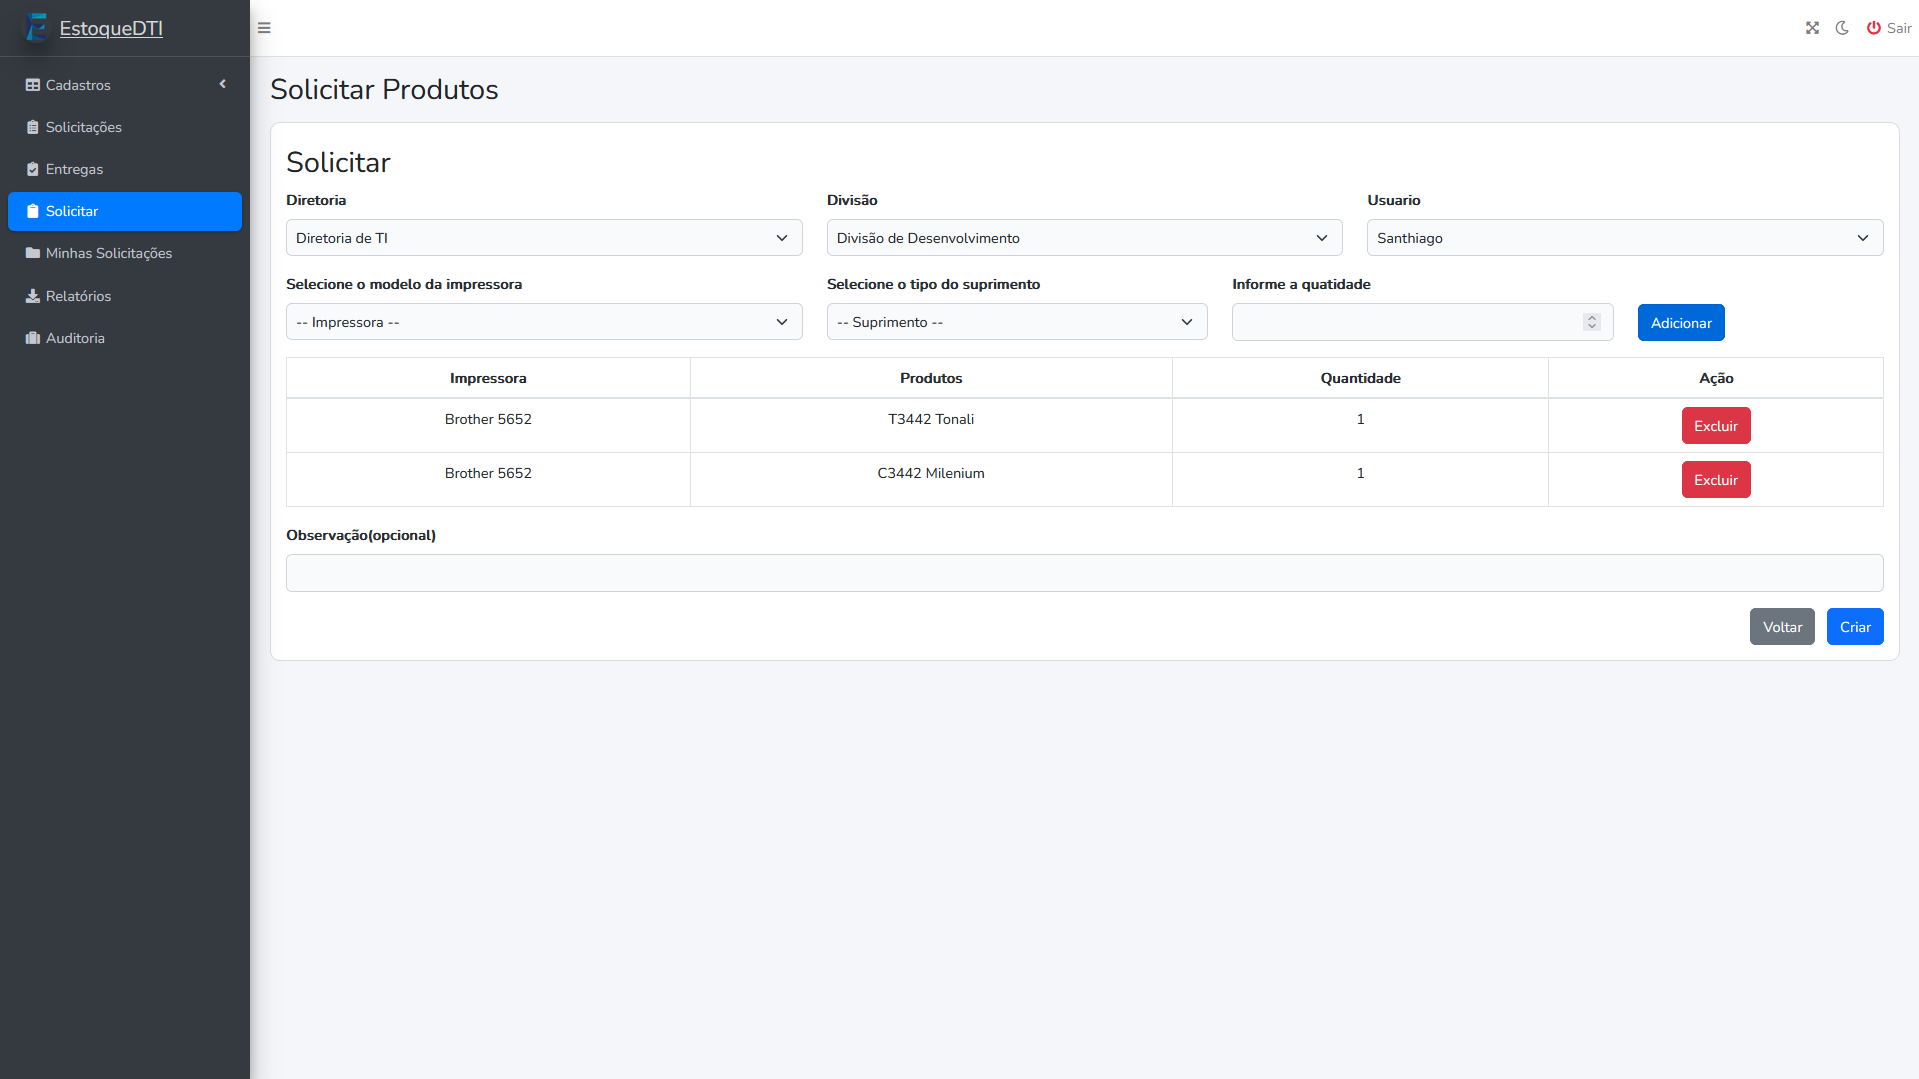 EstoqueDTI
Sair
Cadastros
Solicitações
Entregas
Solicitar
Minhas Solicitações
Relatórios
Auditoria
Solicitar Produtos
Solicitar
Diretoria Divisão Usuario
Diretoria de TI Divisão de Desenvolvimento Santhiago
Selecione o modelo da impressora Selecione o tipo do suprimento Informe a quatidade
-- Impressora -- -- Suprimento -- Adicionar
Impressora Produtos Quantidade Ação
Brother 5652 T3442 Tonali 1 Excluir
Brother 5652 C3442 Milenium 1 Excluir
Observação(opcional)
Voltar Criar